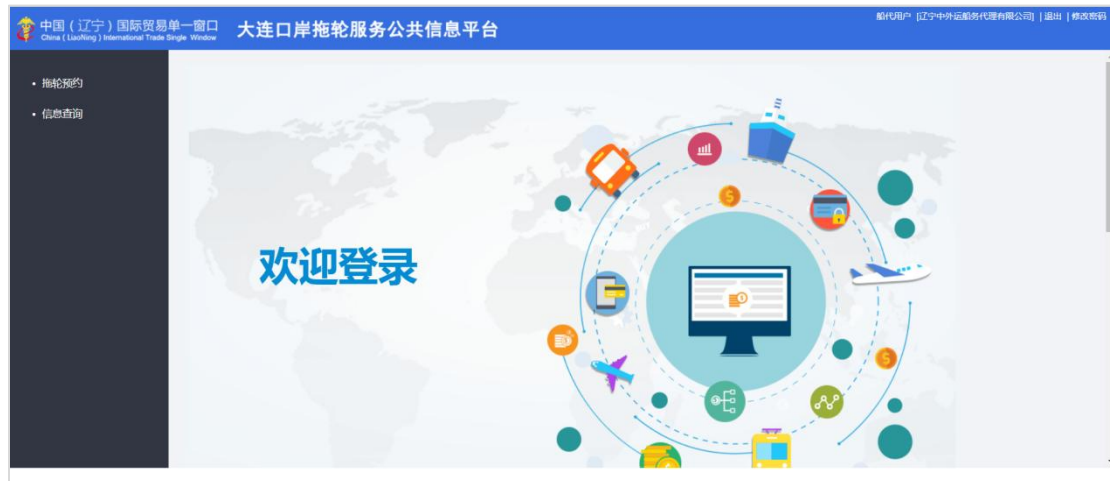 中国（辽宁）国际贸易单一窗口
China ( LiaoNing ) International Trade Single Window
大连口岸拖轮服务公共信息平台
船代用户 [辽宁中外运船务代理有限公司] | 退出 | 修改密码
• 拖轮预约
• 信息查询
欢迎登录